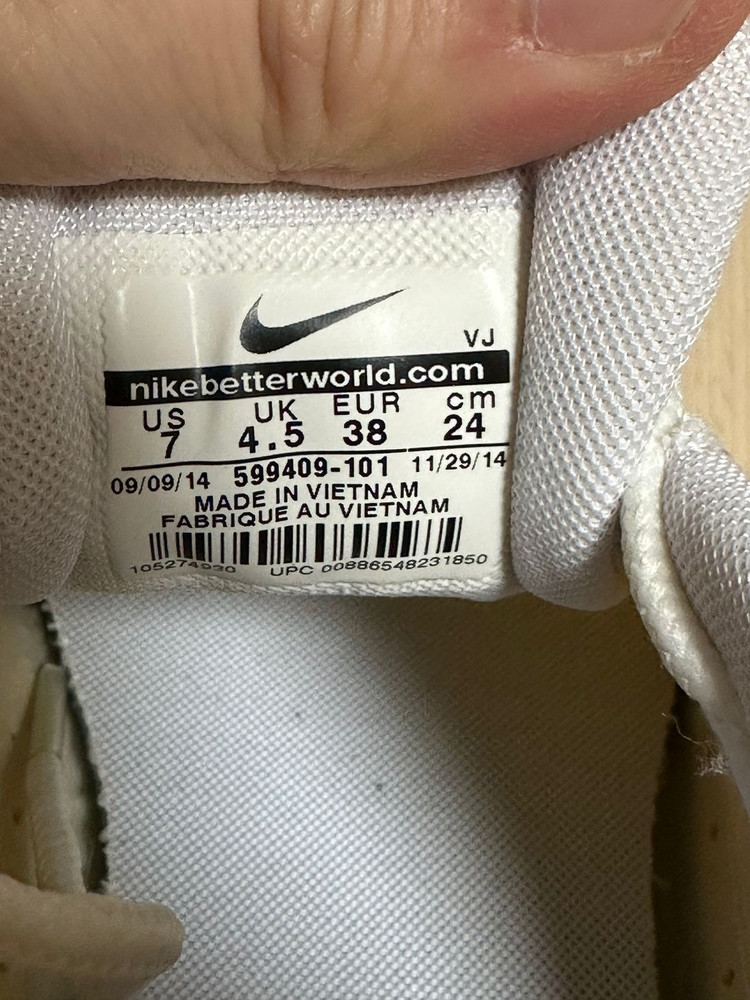 VJ
nikebetterworld.com
US UK EUR cm
7 4.5 38 24
09/09/14 599409-101 11/29/14
MADE IN VIETNAM
FABRIQUE AU VIETNAM
105274930 UPC 00886548231850